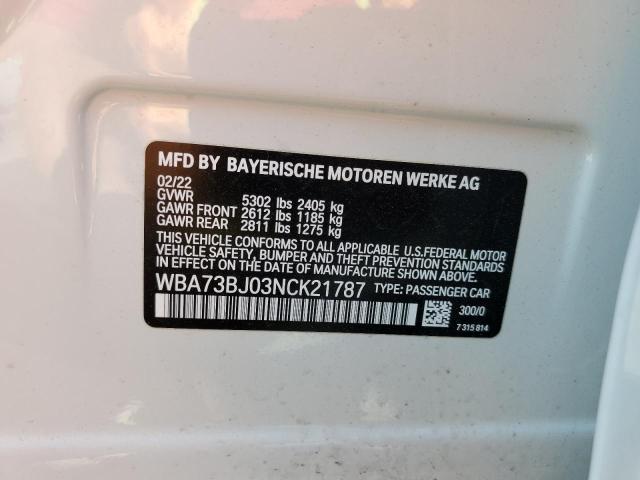 MFD BY BAYERISCHE MOTOREN WERKE AG
02/22
GVWR 5302 lbs 2405 kg
GAWR FRONT 2612 lbs 1185 kg
GAWR REAR 2811 lbs 1275 kg
THIS VEHICLE CONFORMS TO ALL APPLICABLE U.S.FEDERAL MOTOR
VEHICLE SAFETY, BUMPER, AND THEFT PREVENTION STANDARDS
IN EFFECT ON THE DATE OF MANUFACTURE SHOWN ABOVE.
WBA73BJ03NCK21787 TYPE: PASSENGER CAR
300/0
7 315 814